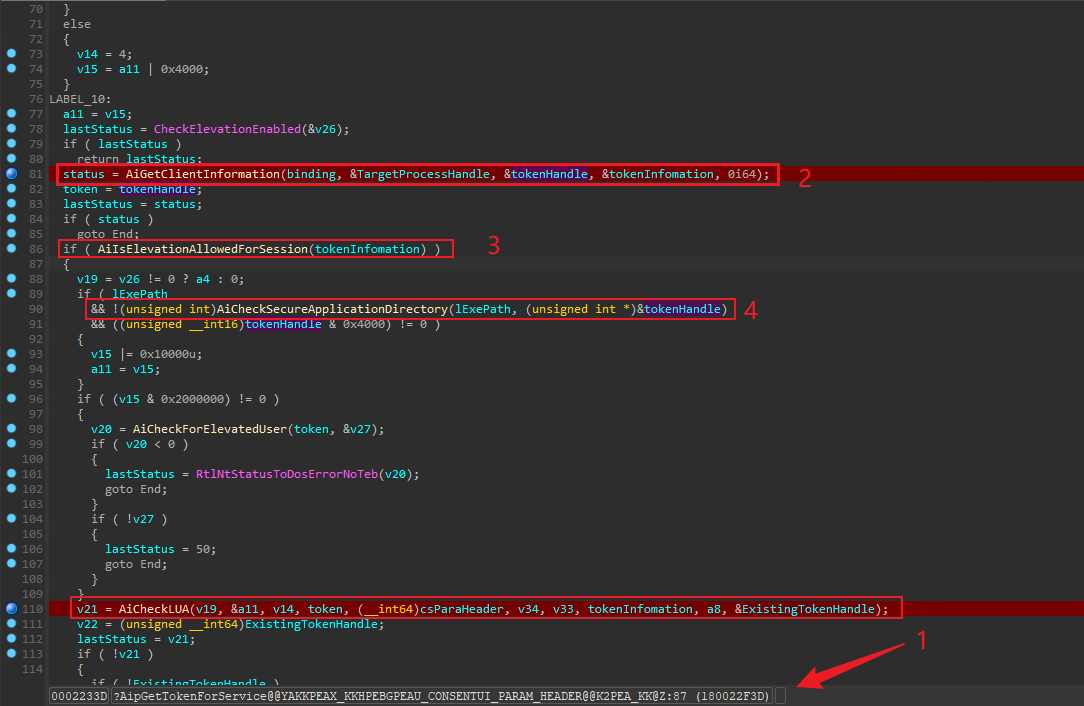 70 }
71 else
72 {
73 v14 = 4;
74 v15 = a11 | 0x4000;
75 }
76 LABEL_10:
77 a11 = v15;
78 lastStatus = CheckElevationEnabled(&v26);
79 if ( lastStatus )
80 return lastStatus;
81 status = AiGetClientInformation(binding, &TargetProcessHandle, &tokenHandle, &tokenInfomation, 0i64); 2
82 token = tokenHandle;
83 lastStatus = status;
84 if ( status )
85 goto End;
86 if ( AiIsElevationAllowedForSession(tokenInfomation) ) 3
87 {
88 v19 = v26 != 0 ? a4 : 0;
89 if ( lExePath
90 && !(unsigned int)AiCheckSecureApplicationDirectory(lExePath, (unsigned int *)&tokenHandle) 4
91 && ((unsigned __int16)tokenHandle & 0x4000) != 0 )
92 {
93 v15 |= 0x10000u;
94 a11 = v15;
95 }
96 if ( (v15 & 0x2000000) != 0 )
97 {
98 v20 = AiCheckForElevatedUser(token, &v27);
99 if ( v20 < 0 )
100 {
101 lastStatus = RtlNtStatusToDosErrorNoTeb(v20);
102 goto End;
103 }
104 if ( !v27 )
105 {
106 lastStatus = 50;
107 goto End;
108 }
109 }
110 v21 = AiCheckLUA(v19, &a11, v14, token, (__int64)csParaHeader, v34, v33, tokenInfomation, a8, &ExistingTokenHandle);
111 v22 = (unsigned __int64)ExistingTokenHandle;
112 lastStatus = v21;
113 if ( !v21 ) 1
114 {
if ( !ExistingTokenHandle )
0002233D ?AipGetTokenForService@@YAKKPEAX_KKHPEBGPEAU_CONSENTUI_PARAM_HEADER@@K2PEA_KK@Z:87 (180022F3D)